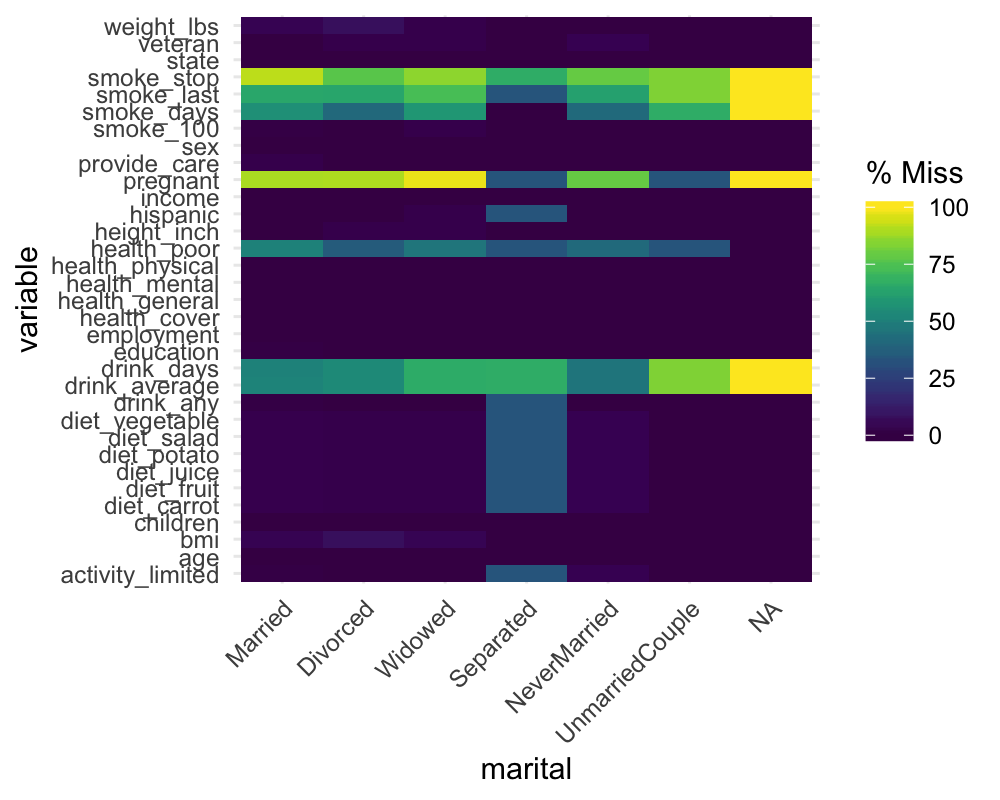 weight_lbs
veteran
state
smoke_stop
smoke_last
smoke_days
smoke_100
sex
provide_care
pregnant
income
hispanic
height_inch
health_poor
health_physical
health_mental
health_general
health_cover
employment
education
drink_days
drink_average
drink_any
diet_vegetable
diet_salad
diet_potato
diet_juice
diet_fruit
diet_carrot
children
bmi
age
activity_limited
variable
Married
Divorced
Widowed
Separated
NeverMarried
UnmarriedCouple
NA
marital
% Miss
100
75
50
25
0